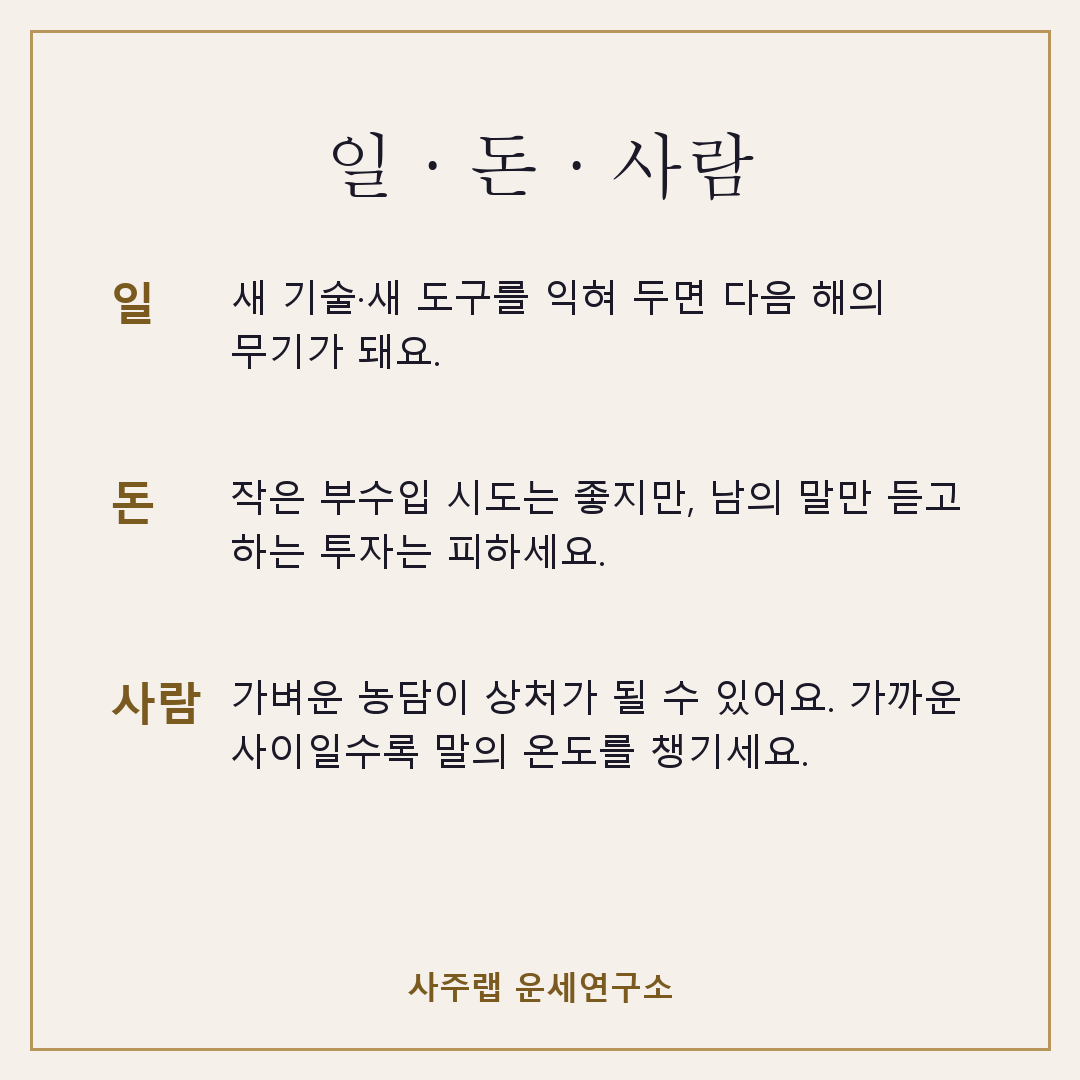 일 · 돈 · 사람
일 새 기술·새 도구를 익혀 두면 다음 해의
무기가 돼요.
돈 작은 부수입 시도는 좋지만, 남의 말만 듣고
하는 투자는 피하세요.
사람 가벼운 농담이 상처가 될 수 있어요. 가까운
사이일수록 말의 온도를 챙기세요.
사주랩 운세연구소